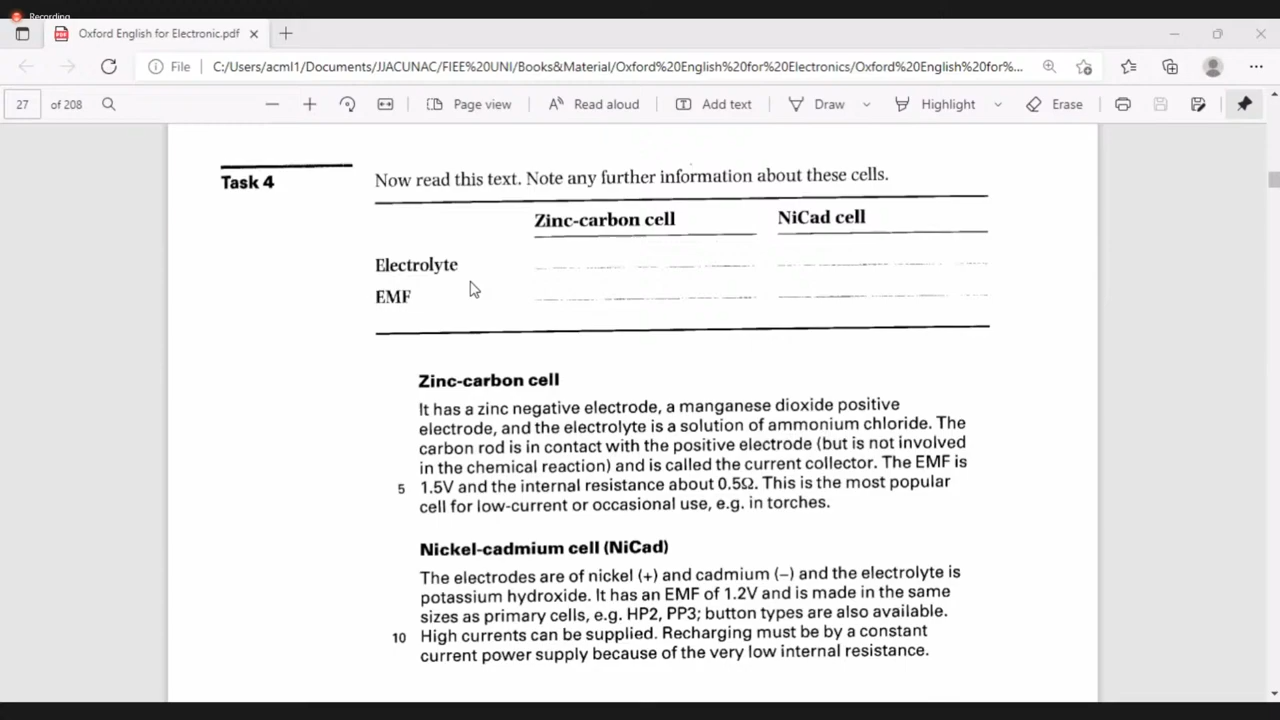 Recording
Oxford English for Electronic.pdf
File C:/Users/acml1/Documents/JJACUNAC/FIEE%20UNI/Books&Material/Oxford%20English%20for%20Electronics/Oxford%20English%20for%...
27 of 208 Page view Read aloud Add text Draw Highlight Erase
Task 4 Now read this text. Note any further information about these cells.
Zinc-carbon cell NiCad cell
Electrolyte
EMF
Zinc-carbon cell
It has a zinc negative electrode, a manganese dioxide positive
electrode, and the electrolyte is a solution of ammonium chloride. The
carbon rod is in contact with the positive electrode (but is not involved
in the chemical reaction) and is called the current collector. The EMF is
5 1.5V and the internal resistance about 0.5Ω. This is the most popular
cell for low-current or occasional use, e.g. in torches.
Nickel-cadmium cell (NiCad)
The electrodes are of nickel (+) and cadmium (–) and the electrolyte is
potassium hydroxide. It has an EMF of 1.2V and is made in the same
sizes as primary cells, e.g. HP2, PP3; button types are also available.
10 High currents can be supplied. Recharging must be by a constant
current power supply because of the very low internal resistance.